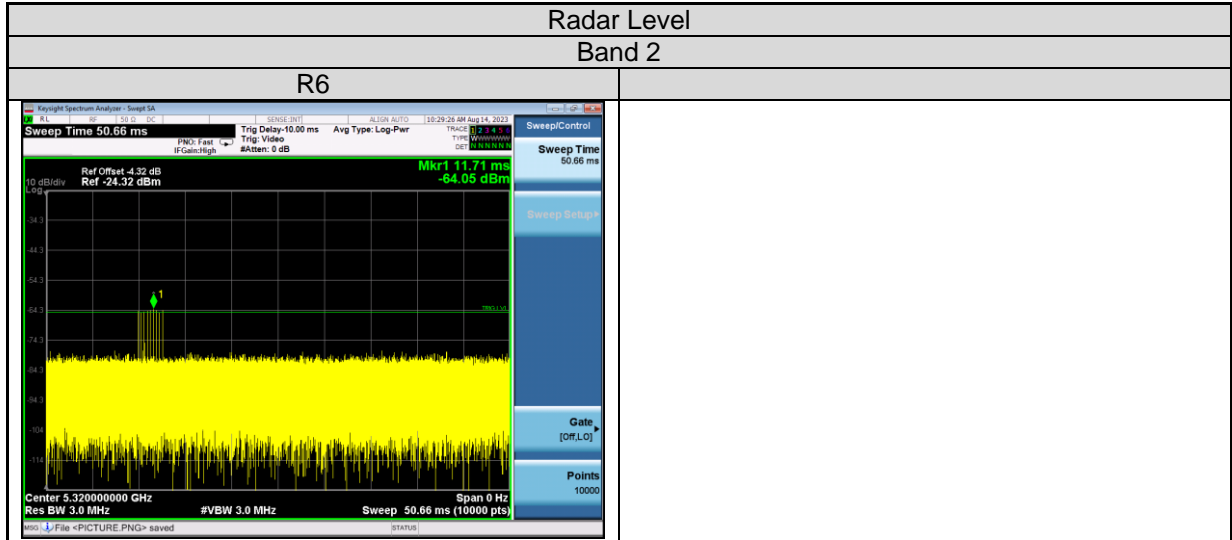 Radar Level
Band 2
R6
Keysight Spectrum Analyzer - Swept SA
RL RF 50 Ω DC SENSE:INT ALIGN AUTO 10:29:26 AM Aug 14, 2023
Sweep Time 50.66 ms
PNO: Fast
IFGain:High
Trig Delay-10.00 ms
Trig: Video
#Atten: 0 dB
Avg Type: Log-Pwr
TRACE 1 2 3 4 5 6
TYPE WWWWWW
DET N N N N N N
Sweep/Control
Sweep Time
50.66 ms
Mkr1 11.71 ms
-64.05 dBm
Ref Offset -4.32 dB
10 dB/div Ref -24.32 dBm
Log
Sweep Setup
-34.3
-44.3
-54.3
1
-64.3
TRIG LVL
-74.3
-84.3
-94.3
-104
-114
Gate
[Off,LO]
Points
10000
Center 5.320000000 GHz Span 0 Hz
Res BW 3.0 MHz #VBW 3.0 MHz Sweep 50.66 ms (10000 pts)
MSG File <PICTURE.PNG> saved STATUS